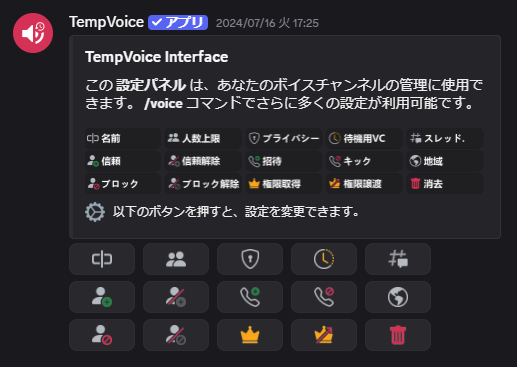 TempVoice ✓ アプリ 2024/07/16 火 17:25
TempVoice Interface
この 設定パネル は、あなたのボイスチャンネルの管理に使用で
きます。 /voice コマンドでさらに多くの設定が利用可能です。
名前 人数上限 プライバシー 待機用VC スレッド.
信頼 信頼解除 招待 キック 地域
ブロック ブロック解除 権限取得 権限譲渡 消去
以下のボタンを押すと、設定を変更できます。